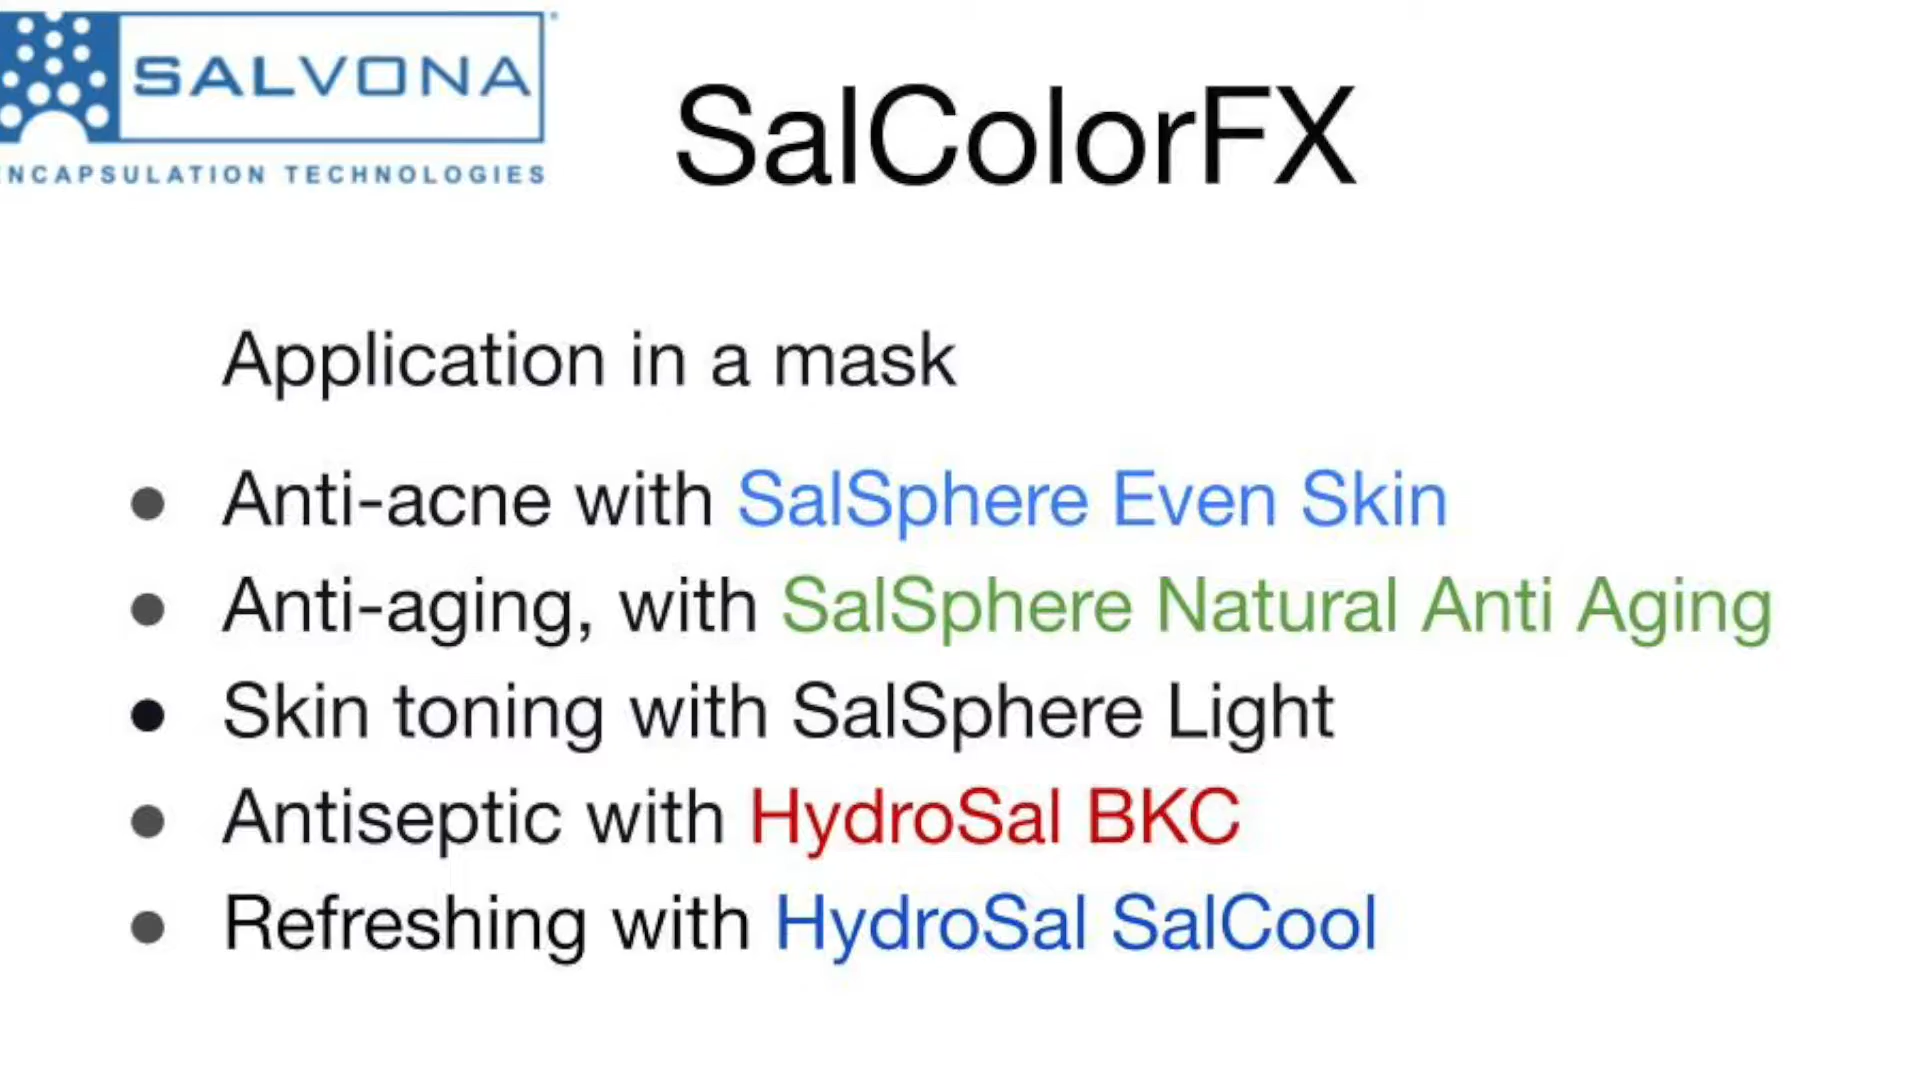 SALVONA
NCAPSULATION TECHNOLOGIES
SalColorFX
Application in a mask
● Anti-acne with SalSphere Even Skin
● Anti-aging, with SalSphere Natural Anti Aging
● Skin toning with SalSphere Light
● Antiseptic with HydroSal BKC
● Refreshing with HydroSal SalCool